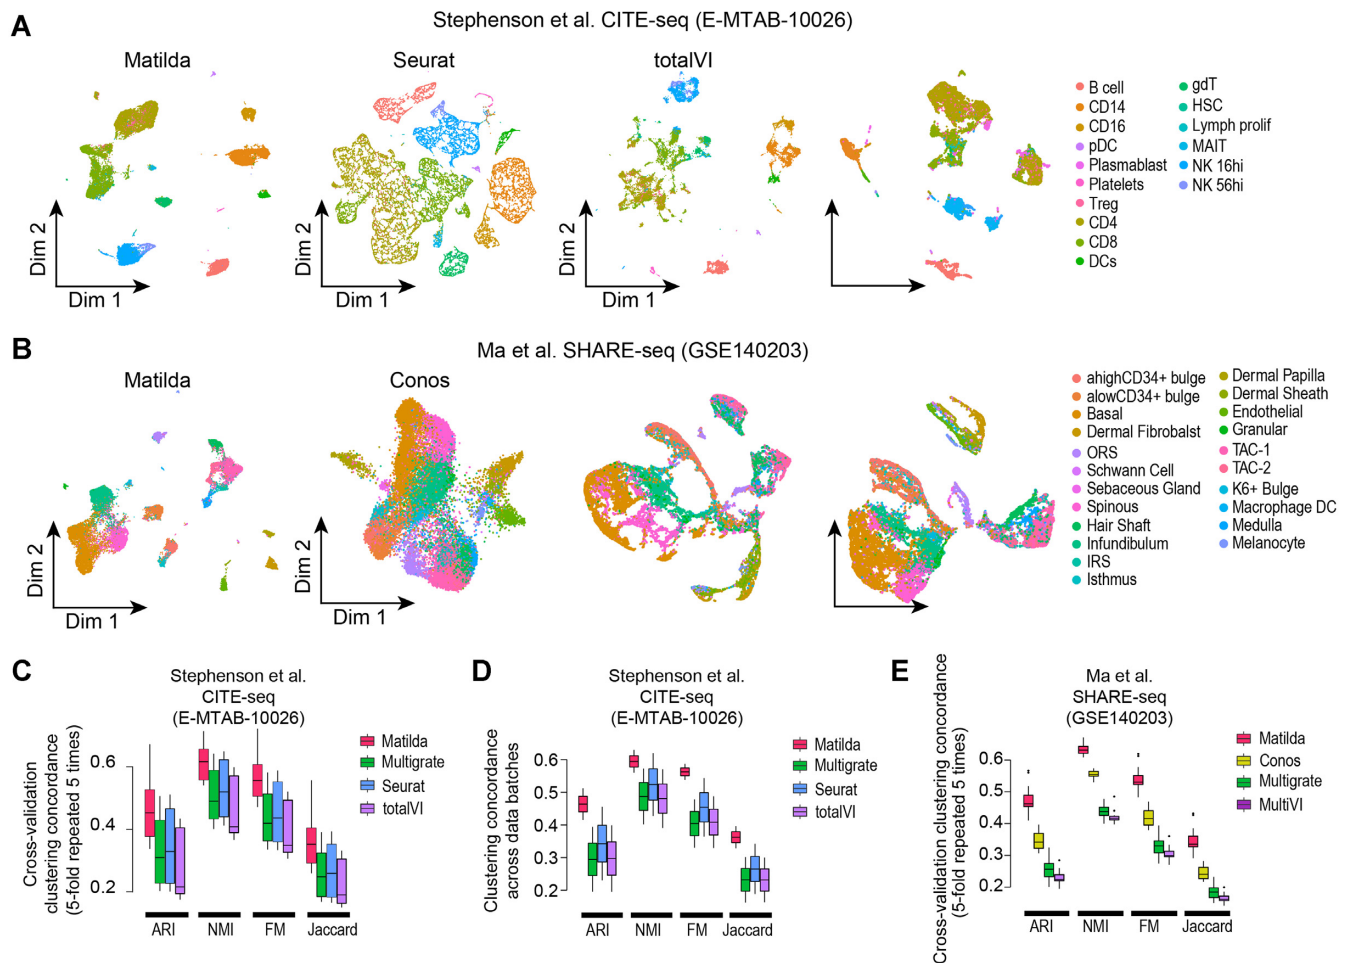 A
Stephenson et al. CITE-seq (E-MTAB-10026)
Matilda
Seurat
totalVI
Dim 2
Dim 1
Dim 2
Dim 1
Dim 2
Dim 1
B cell
CD14
CD16
pDC
Plasmablast
Platelets
Treg
CD4
CD8
DCs
gdT
HSC
Lymph prolif
MAIT
NK 16hi
NK 56hi
B
Ma et al. SHARE-seq (GSE140203)
Matilda
Conos
Dim 2
Dim 1
Dim 2
Dim 1
ahighCD34+ bulge
alowCD34+ bulge
Basal
Dermal Fibrobalst
ORS
Schwann Cell
Sebaceous Gland
Spinous
Hair Shaft
Infundibulum
IRS
Isthmus
Dermal Papilla
Dermal Sheath
Endothelial
Granular
TAC-1
TAC-2
K6+ Bulge
Macrophage DC
Medulla
Melanocyte
C
Stephenson et al.
CITE-seq
(E-MTAB-10026)
Cross-validation
clustering concordance
(5-fold repeated 5 times)
0.6
0.4
0.2
ARI
NMI
FM
Jaccard
Matilda
Multigrate
Seurat
totalVI
D
Stephenson et al.
CITE-seq
(E-MTAB-10026)
Clustering concordance
across data batches
0.6
0.5
0.4
0.3
0.2
ARI
NMI
FM
Jaccard
Matilda
Multigrate
Seurat
totalVI
E
Ma et al.
SHARE-seq
(GSE140203)
Cross-validation clustering concordance
(5-fold repeated 5 times)
0.6
0.5
0.4
0.3
0.2
ARI
NMI
FM
Jaccard
Matilda
Conos
Multigrate
MultiVI